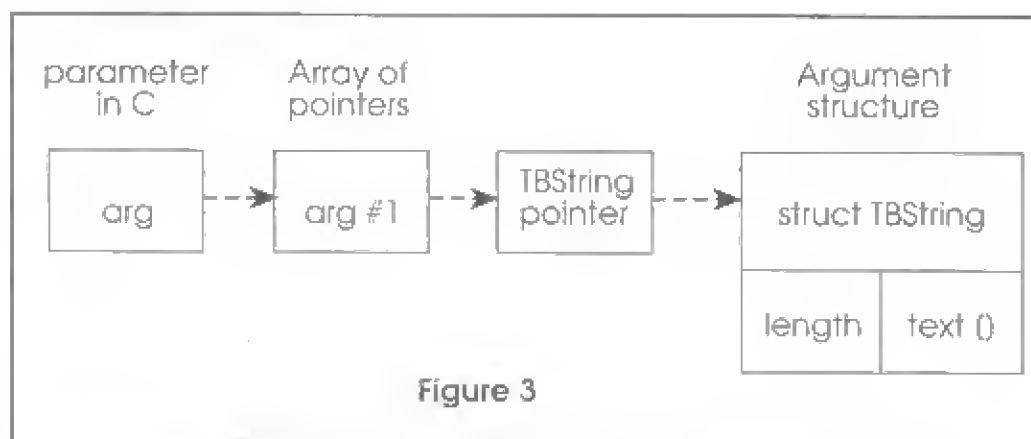 parameter
in C
Array of
pointers
Argument
structure
arg
arg #1
TBString
pointer
struct TBString
length
text ()
Figure 3